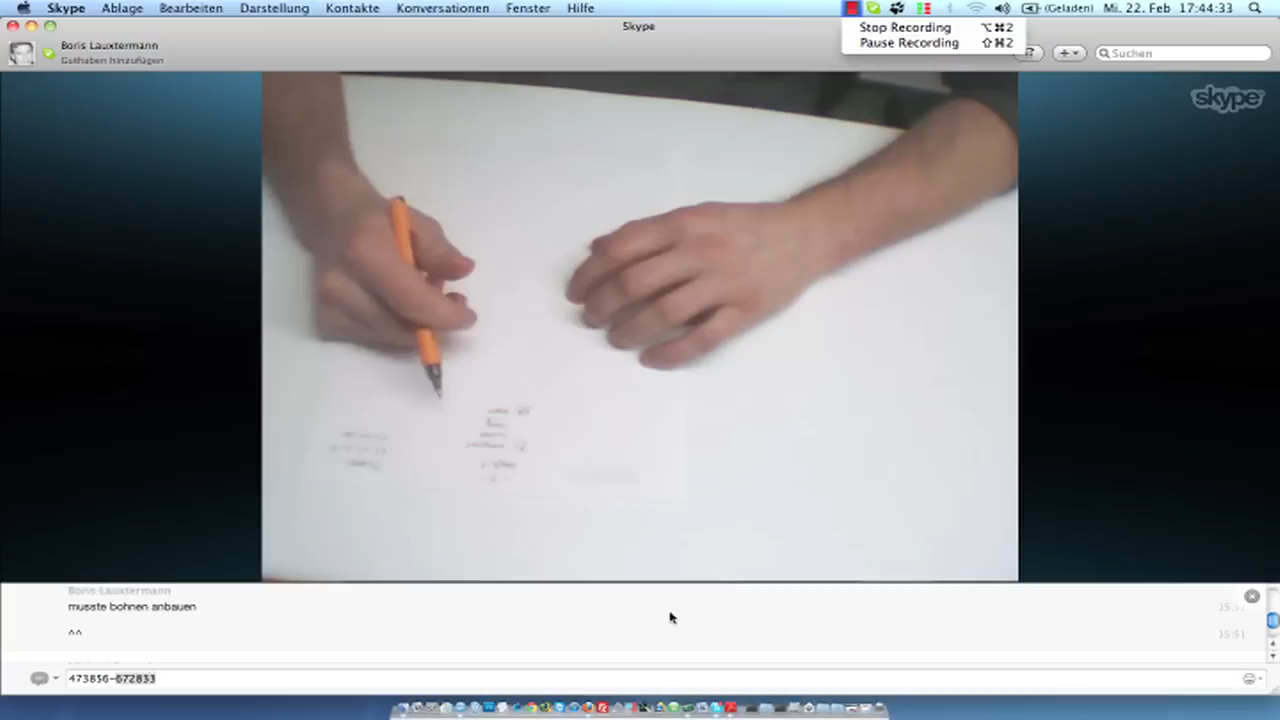 Skype Ablage Bearbeiten Darstellung Kontakte Konversationen Fenster Hilfe (Geladen) Mi. 22. Feb 17:44:33
Stop Recording ⌥⌘2
Pause Recording ⇧⌘2
Skype
Boris Lauxtermann
Guthaben hinzufügen
Suchen
skype
Boris Lauxtermann
musste bohnen anbauen
^^
15:51
473856-672833